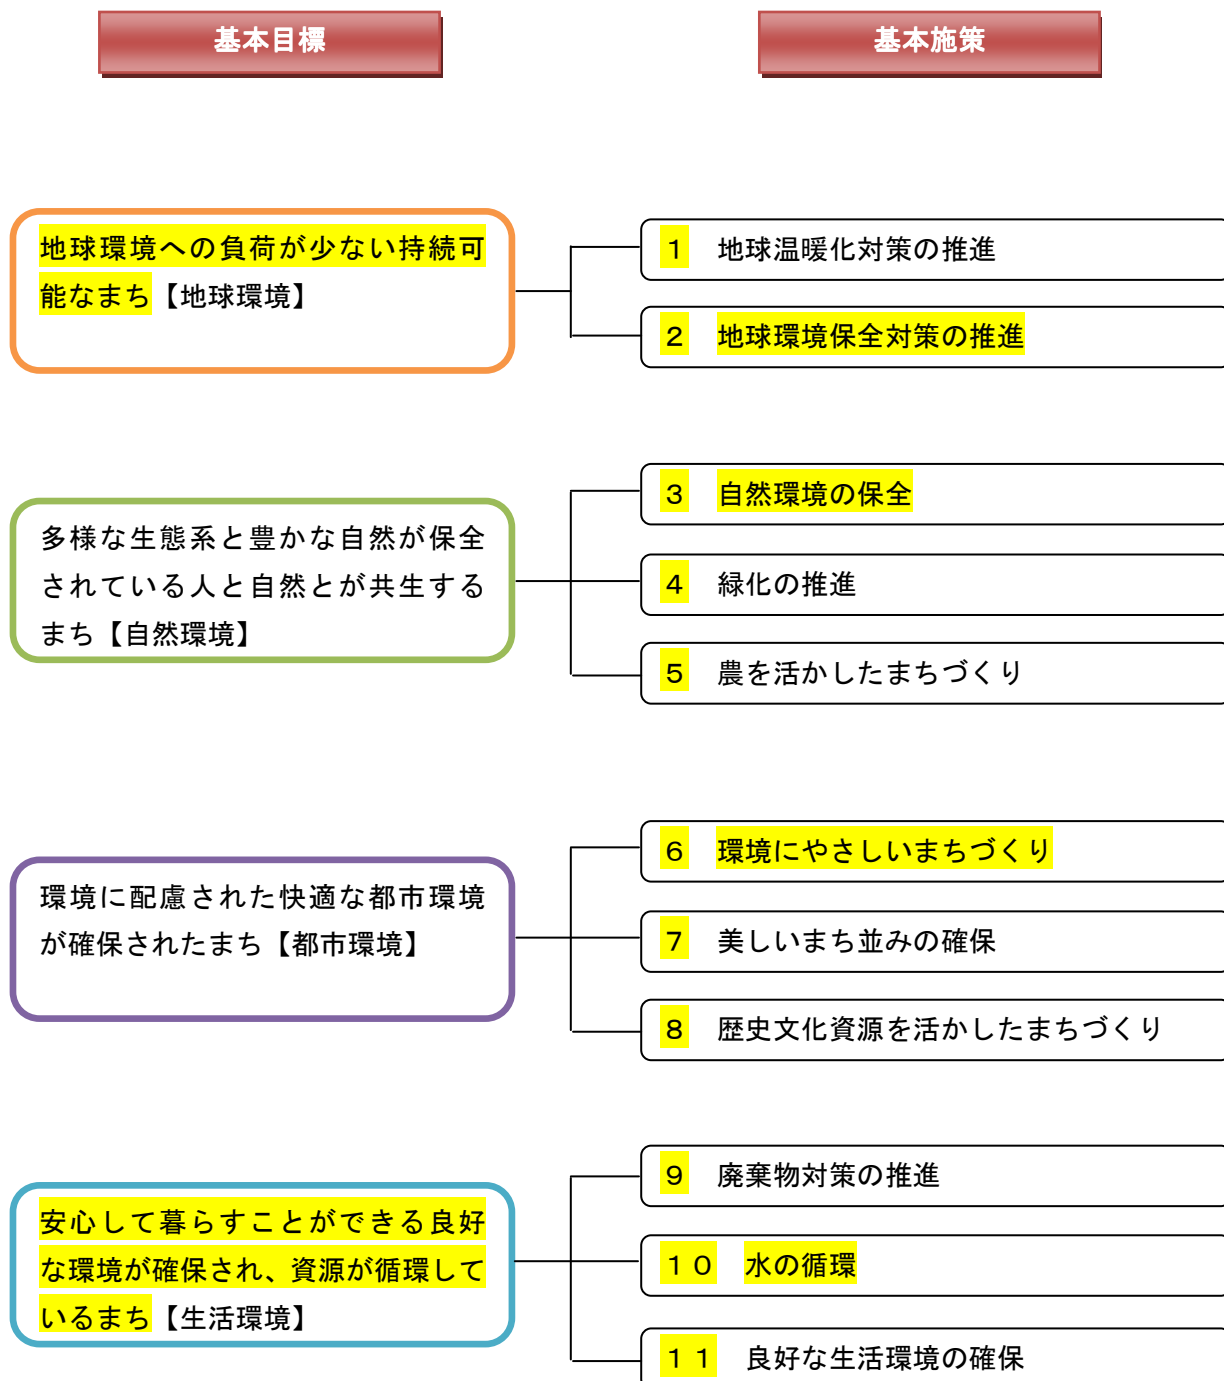 基本目標
基本施策
地球環境への負荷が少ない持続可
能なまち【地球環境】
１　地球温暖化対策の推進
２　地球環境保全対策の推進
多様な生態系と豊かな自然が保全
されている人と自然とが共生する
まち【自然環境】
３　自然環境の保全
４　緑化の推進
５　農を活かしたまちづくり
環境に配慮された快適な都市環境
が確保されたまち【都市環境】
６　環境にやさしいまちづくり
７　美しいまち並みの確保
８　歴史文化資源を活かしたまちづくり
安心して暮らすことができる良好
な環境が確保され、資源が循環して
いるまち【生活環境】
９　廃棄物対策の推進
１０　水の循環
１１　良好な生活環境の確保